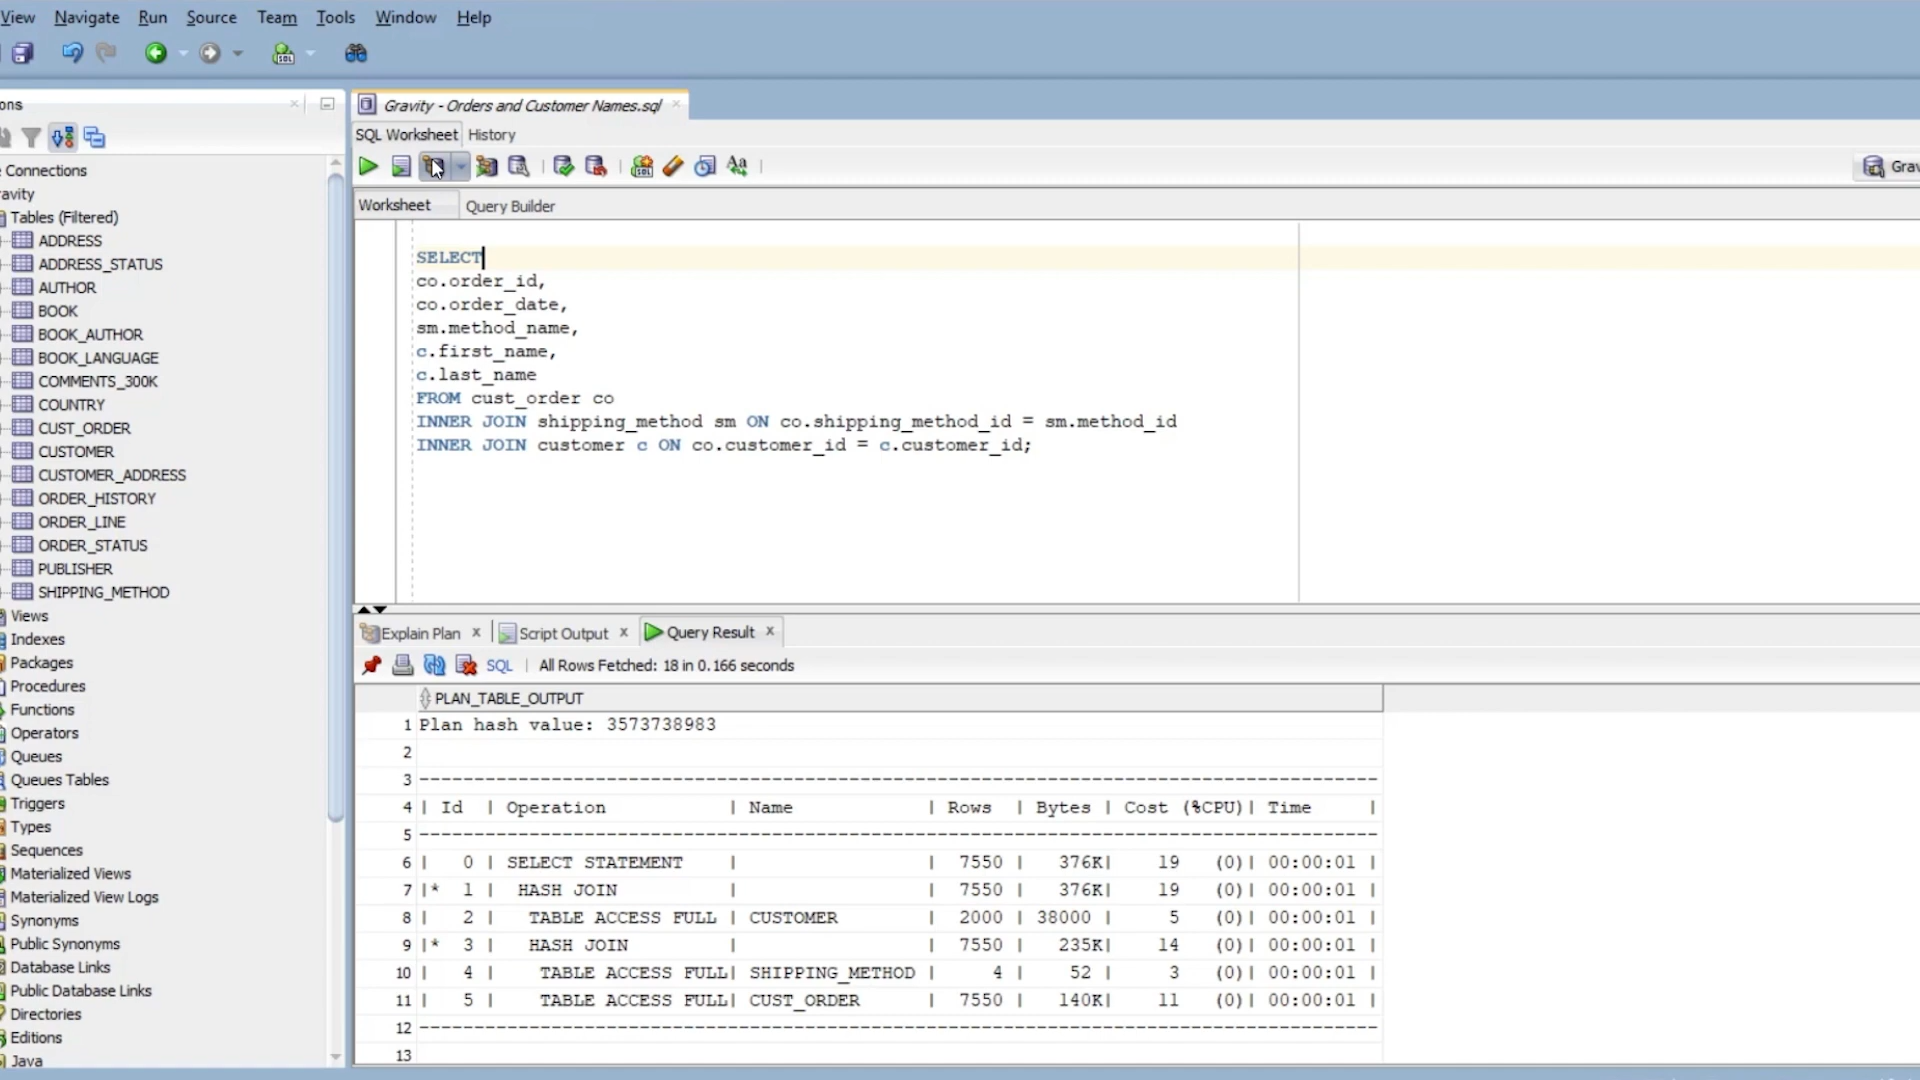 View Navigate Run Source Team Tools Window Help
ons
Gravity - Orders and Customer Names.sql
SQL Worksheet History
Grav
Worksheet Query Builder
Connections
ravity
Tables (Filtered)
ADDRESS
ADDRESS_STATUS
AUTHOR
BOOK
BOOK_AUTHOR
BOOK_LANGUAGE
COMMENTS_300K
COUNTRY
CUST_ORDER
CUSTOMER
CUSTOMER_ADDRESS
ORDER_HISTORY
ORDER_LINE
ORDER_STATUS
PUBLISHER
SHIPPING_METHOD
Views
Indexes
Packages
Procedures
Functions
Operators
Queues
Queues Tables
Triggers
Types
Sequences
Materialized Views
Materialized View Logs
Synonyms
Public Synonyms
Database Links
Public Database Links
Directories
Editions
Java
SELECT
co.order_id,
co.order_date,
sm.method_name,
c.first_name,
c.last_name
FROM cust_order co
INNER JOIN shipping_method sm ON co.shipping_method_id = sm.method_id
INNER JOIN customer c ON co.customer_id = c.customer_id;
Explain Plan x Script Output x Query Result x
SQL | All Rows Fetched: 18 in 0.166 seconds
PLAN_TABLE_OUTPUT
1 Plan hash value: 3573738983
2
3 ----------------------------------------------------------------------------------------
4 | Id | Operation | Name | Rows | Bytes | Cost (%CPU)| Time |
5 ----------------------------------------------------------------------------------------
6 | 0 | SELECT STATEMENT | | 7550 | 376K| 19 (0)| 00:00:01 |
7 |* 1 | HASH JOIN | | 7550 | 376K| 19 (0)| 00:00:01 |
8 | 2 | TABLE ACCESS FULL | CUSTOMER | 2000 | 38000 | 5 (0)| 00:00:01 |
9 |* 3 | HASH JOIN | | 7550 | 235K| 14 (0)| 00:00:01 |
10 | 4 | TABLE ACCESS FULL| SHIPPING_METHOD | 4 | 52 | 3 (0)| 00:00:01 |
11 | 5 | TABLE ACCESS FULL| CUST_ORDER | 7550 | 140K| 11 (0)| 00:00:01 |
12 ----------------------------------------------------------------------------------------
13